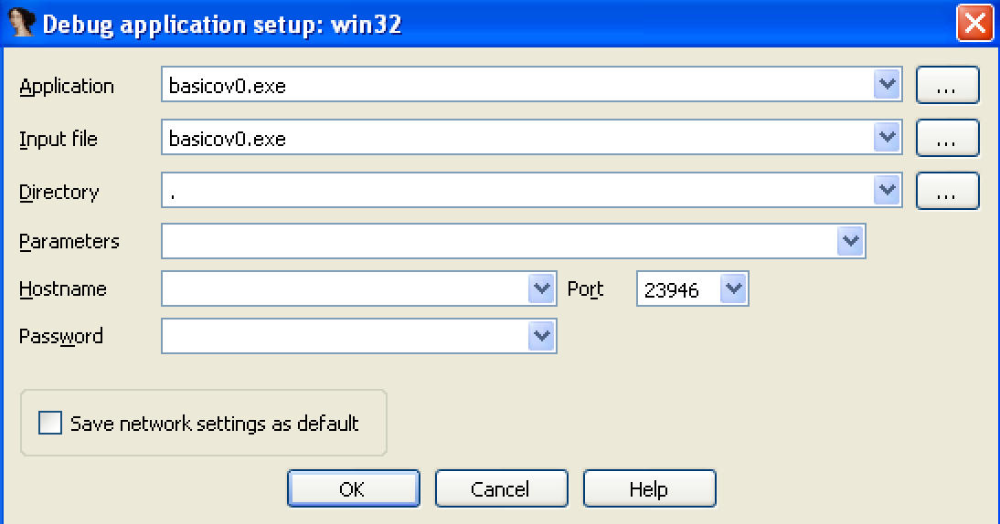 Debug application setup: win32
Application basicov0.exe ...
Input file basicov0.exe ...
Directory . ...
Parameters
Hostname Port 23946
Password
Save network settings as default
OK Cancel Help